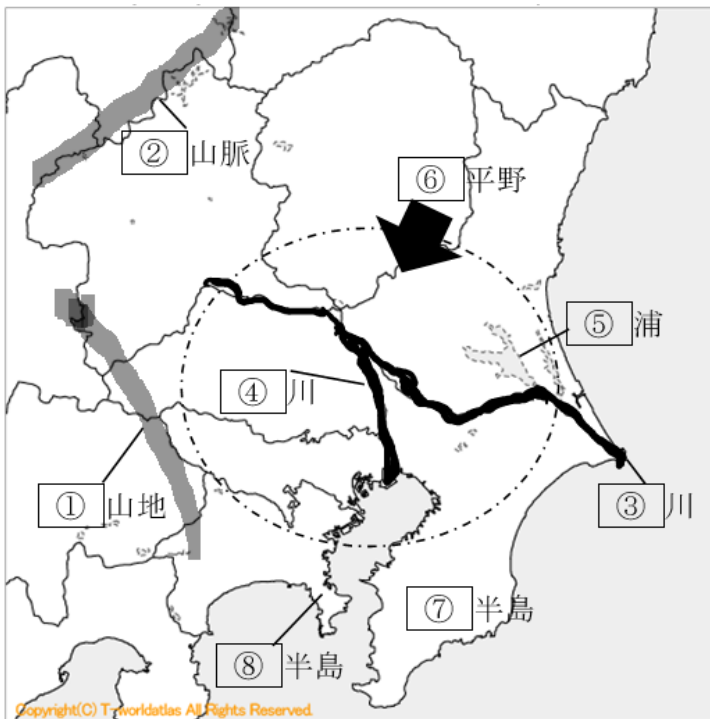 ② 山脈
⑥ 平野
⑤ 浦
④ 川
① 山地
③ 川
⑦ 半島
⑧ 半島
Copyright(C) T-worldatlas All Rights Reserved.